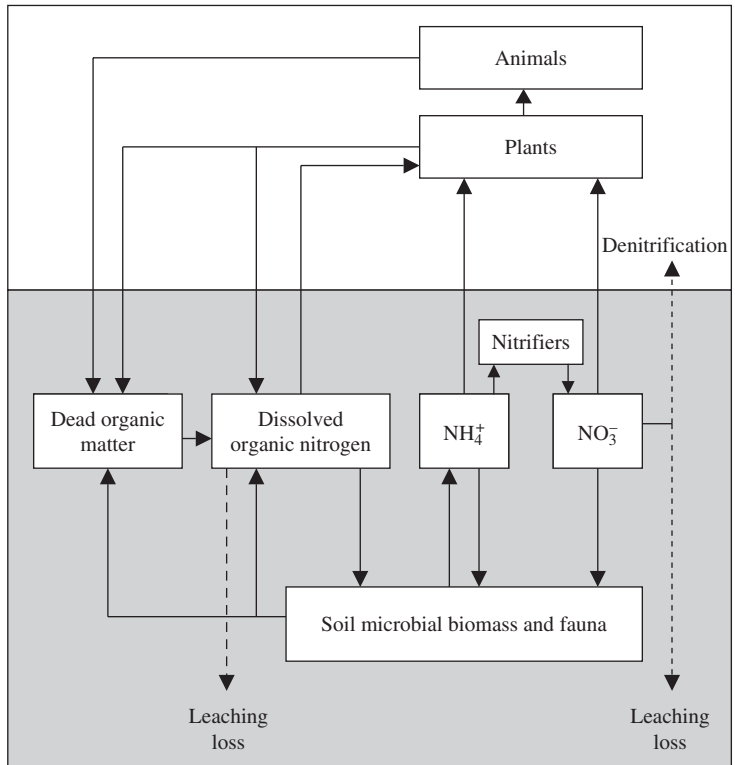 Animals
Plants
Denitrification
Nitrifiers
Dead organic
matter
Dissolved
organic nitrogen
NH₄⁺
NO₃⁻
Soil microbial biomass and fauna
Leaching
loss
Leaching
loss